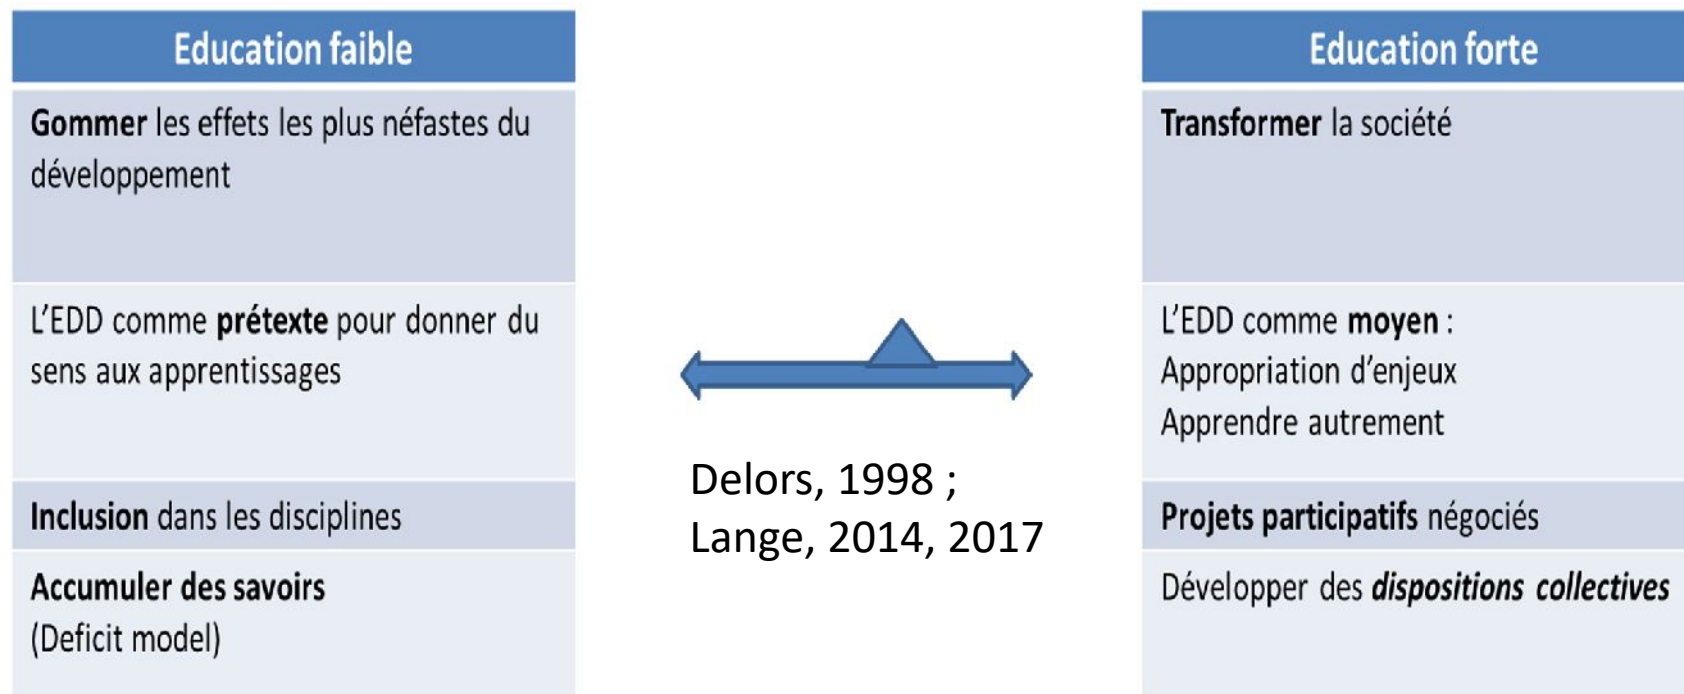 Education faible
Gommer les effets les plus néfastes du
développement
L’EDD comme prétexte pour donner du
sens aux apprentissages
Inclusion dans les disciplines
Accumuler des savoirs
(Deficit model)
Delors, 1998 ;
Lange, 2014, 2017
Education forte
Transformer la société
L’EDD comme moyen :
Appropriation d’enjeux
Apprendre autrement
Projets participatifs négociés
Développer des dispositions collectives